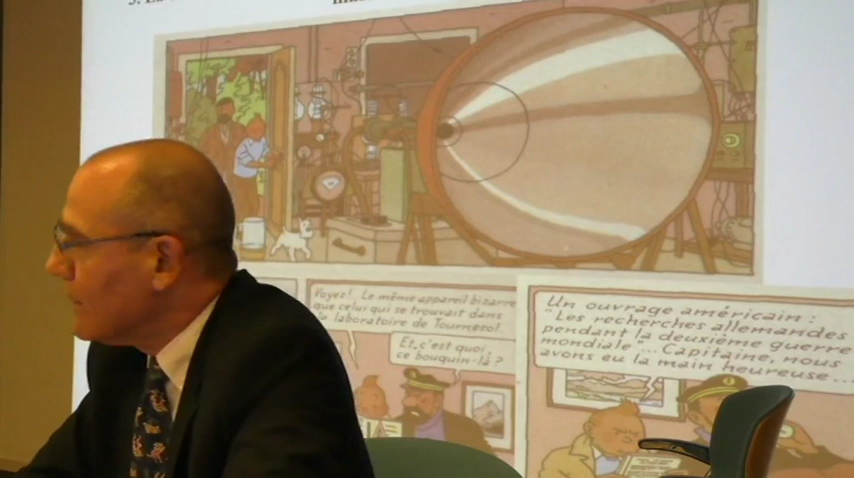 Voyez! Le même appareil bizarre
que celui qui se trouvait dans
le laboratoire de Tournesol.
Et, c'est quoi,
ce bouquin-là?
Un ouvrage américain:
"Les recherches allemandes
pendant la deuxième guerre
mondiale"... Capitaine, nous
avons eu la main heureuse...